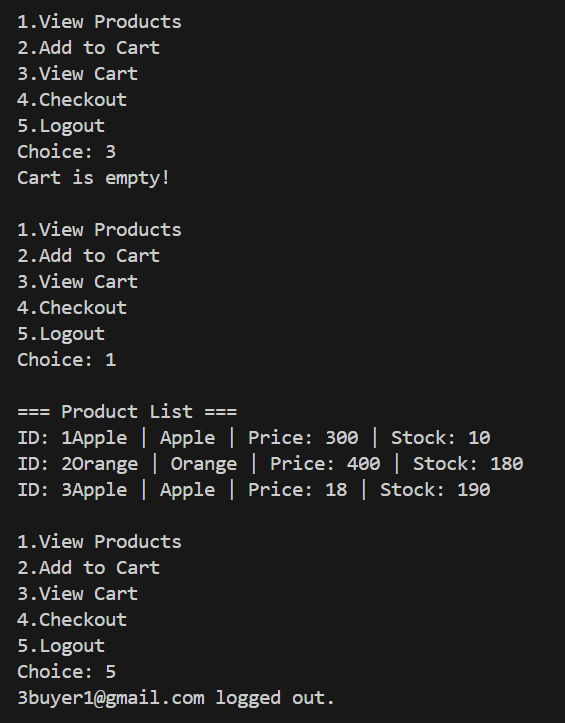 1.View Products
2.Add to Cart
3.View Cart
4.Checkout
5.Logout
Choice: 3
Cart is empty!
1.View Products
2.Add to Cart
3.View Cart
4.Checkout
5.Logout
Choice: 1
=== Product List ===
ID: 1Apple | Apple | Price: 300 | Stock: 10
ID: 2Orange | Orange | Price: 400 | Stock: 180
ID: 3Apple | Apple | Price: 18 | Stock: 190
1.View Products
2.Add to Cart
3.View Cart
4.Checkout
5.Logout
Choice: 5
3buyer1@gmail.com logged out.